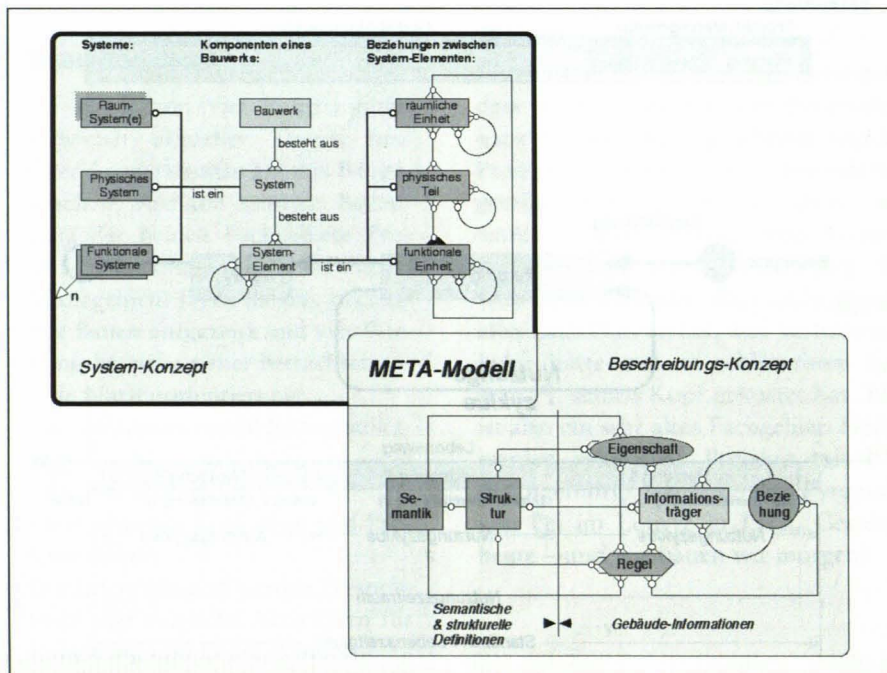 Systeme:
Komponenten eines
Bauwerks:
Beziehungen zwischen
System-Elementen:
Raum-
System(e)
Bauwerk
räumliche
Einheit
besteht aus
Physisches
System
ist ein
System
physisches
Teil
besteht aus
Funktionale
Systeme
System-
Element
ist ein
funktionale
Einheit
n
System-Konzept
META-Modell
Beschreibungs-Konzept
Eigenschaft
Se-
mantik
Struk-
tur
Informations-
träger
Bezie
hung
Regel
Semantische
& strukturelle
Definitionen
Gebäude-Informationen